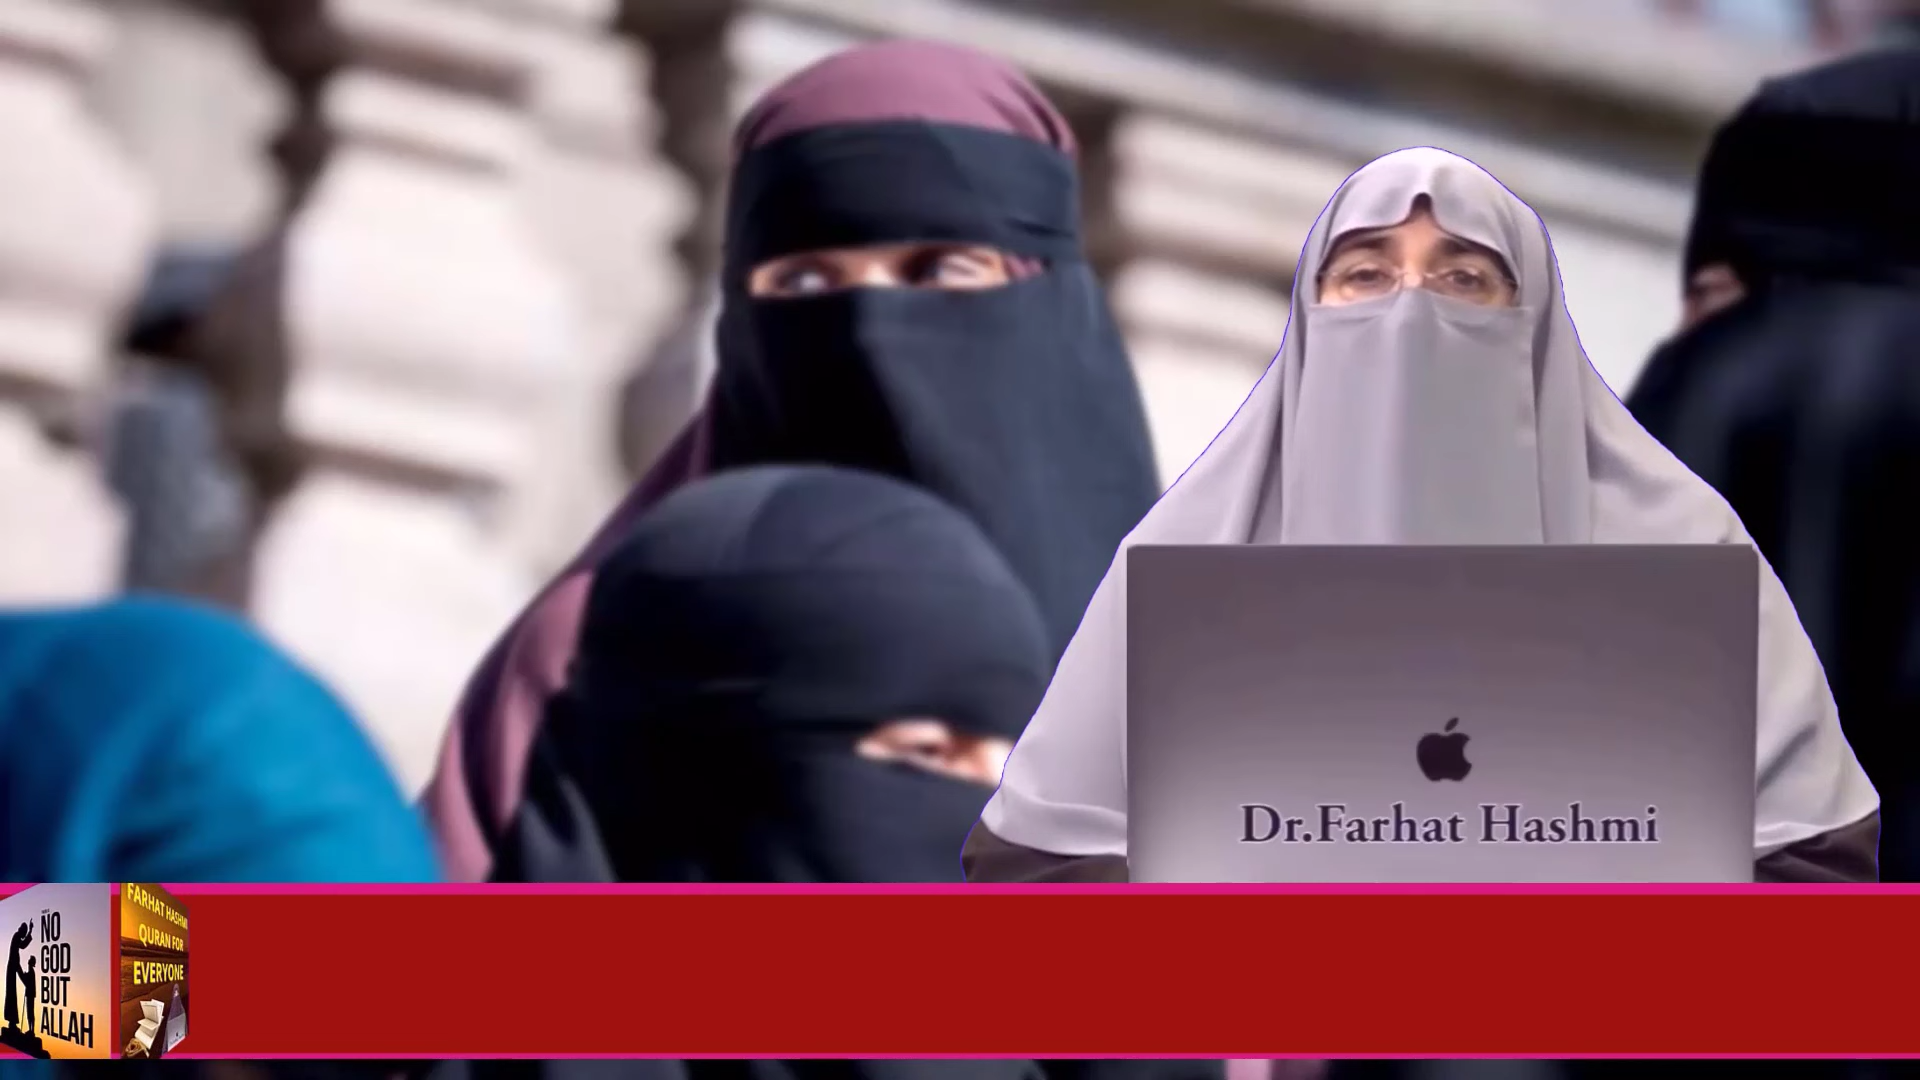 Dr.Farhat Hashmi
NO
GOD
BUT
ALLAH
FARHAT HASHMI
QURAN FOR
EVERYONE